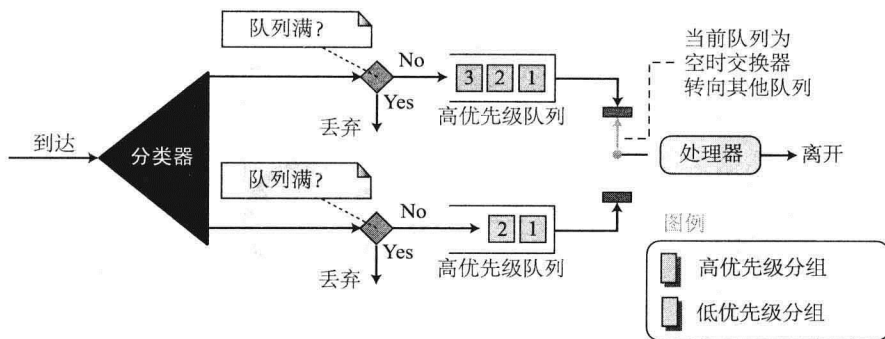 队列满?
No
Yes
丢弃
3 2 1
高优先级队列
当前队列为
空时交换器
转向其他队列
到达
分类器
处理器
离开
队列满?
No
Yes
丢弃
2 1
高优先级队列
图例
高优先级分组
低优先级分组